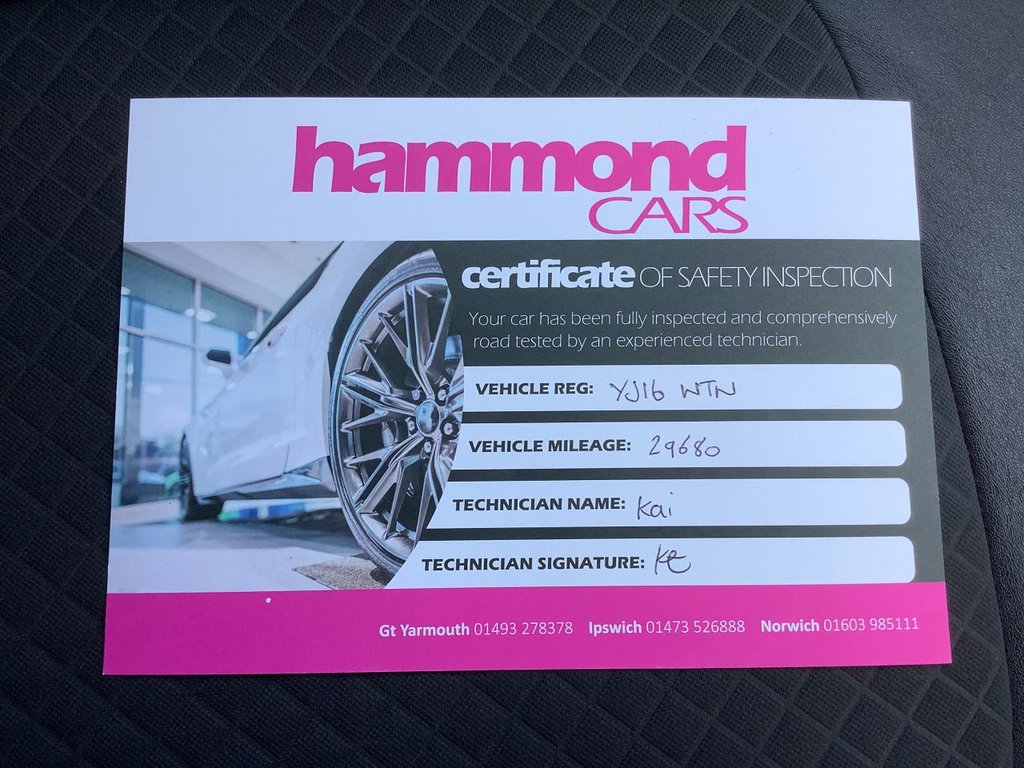 hammond
CARS
certificate OF SAFETY INSPECTION
Your car has been fully inspected and comprehensively
road tested by an experienced technician.
VEHICLE REG: YJ16 WTN
VEHICLE MILEAGE: 29680
TECHNICIAN NAME: Kai
TECHNICIAN SIGNATURE:
Gt Yarmouth 01493 278378 Ipswich 01473 526888 Norwich 01603 985111